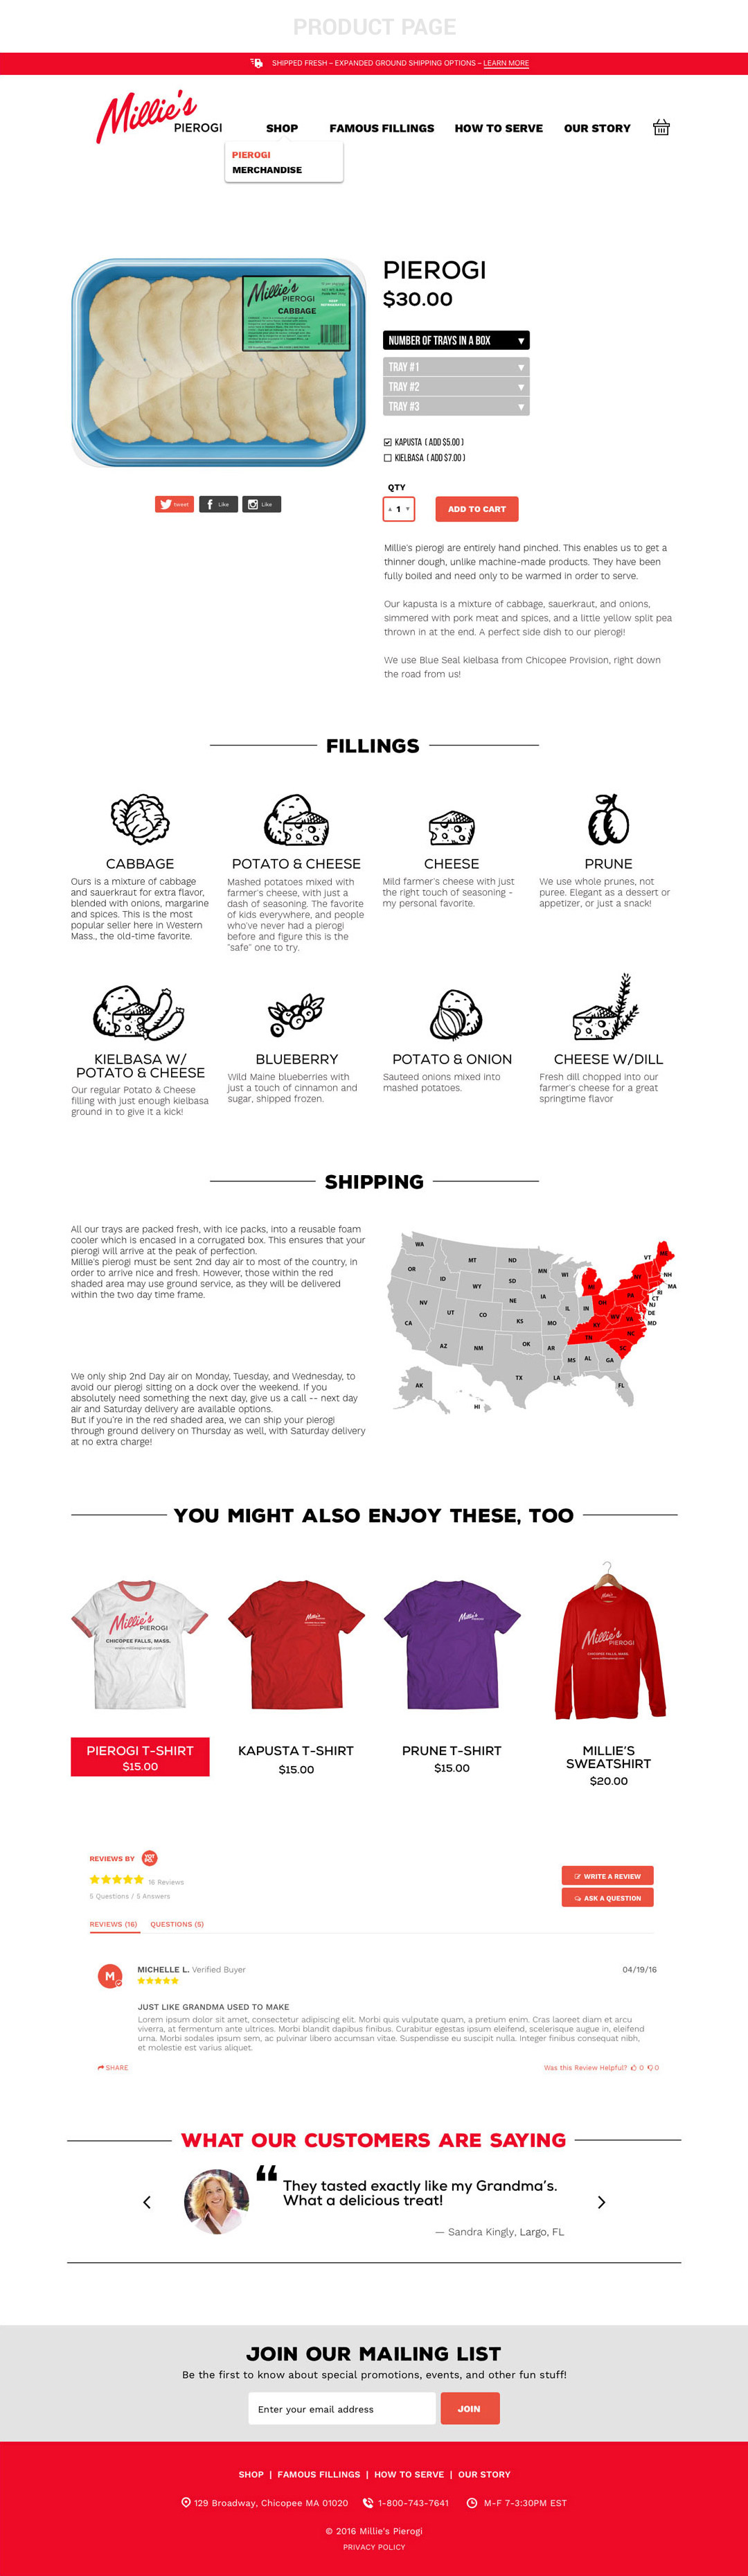 PRODUCT PAGE
SHIPPED FRESH – EXPANDED GROUND SHIPPING OPTIONS – LEARN MORE
Millie's
PIEROGI
SHOP FAMOUS FILLINGS HOW TO SERVE OUR STORY
PIEROGI
MERCHANDISE
Millie's
PIEROGI
CABBAGE
PIEROGI
$30.00
NUMBER OF TRAYS IN A BOX
TRAY #1
TRAY #2
TRAY #3
KAPUSTA ( ADD $5.00 )
KIELBASA ( ADD $7.00 )
QTY
1
ADD TO CART
tweet Like Like
Millie's pierogi are entirely hand pinched. This enables us to get a
thinner dough, unlike machine-made products. They have been
fully boiled and need only to be warmed in order to serve.
Our kapusta is a mixture of cabbage, sauerkraut, and onions,
simmered with pork meat and spices, and a little yellow split pea
thrown in at the end. A perfect side dish to our pierogi!
We use Blue Seal kielbasa from Chicopee Provision, right down
the road from us!
FILLINGS
CABBAGE
Ours is a mixture of cabbage
and sauerkraut for extra flavor,
blended with onions, margarine
and spices. This is the most
popular seller here in Western
Mass., the old-time favorite.
POTATO & CHEESE
Mashed potatoes mixed with
farmer's cheese, with just a
dash of seasoning. The favorite
of kids everywhere, and people
who've never had a pierogi
before and figure this is the
"safe" one to try.
CHEESE
Mild farmer's cheese with just
the right touch of seasoning -
my personal favorite.
PRUNE
We use whole prunes, not
puree. Elegant as a dessert or
appetizer, or just a snack!
KIELBASA W/
POTATO & CHEESE
Our regular Potato & Cheese
filling with just enough kielbasa
ground in to give it a kick!
BLUEBERRY
Wild Maine blueberries with
just a touch of cinnamon and
sugar, shipped frozen.
POTATO & ONION
Sauteed onions mixed into
mashed potatoes.
CHEESE W/DILL
Fresh dill chopped into our
farmer's cheese for a great
springtime flavor
SHIPPING
All our trays are packed fresh, with ice packs, into a reusable foam
cooler which is encased in a corrugated box. This ensures that your
pierogi will arrive at the peak of perfection.
Millie's pierogi must be sent 2nd day air to most of the country, in
order to arrive nice and fresh. However, those within the red
shaded area may use ground service, as they will be delivered
within the two day time frame.
We only ship 2nd Day air on Monday, Tuesday, and Wednesday, to
avoid our pierogi sitting on a dock over the weekend. If you
absolutely need something the next day, give us a call -- next day
air and Saturday delivery are available options.
But if you're in the red shaded area, we can ship your pierogi
through ground delivery on Thursday as well, with Saturday delivery
at no extra charge!
WA MT ND MN WI MI VT ME NH MA
OR ID WY SD IA NY PA RI CT NJ
NV UT CO NE IL IN OH WV VA DE MD
CA KS MO KY NC
AZ NM OK AR TN SC
MS AL GA
AK TX LA FL
HI
YOU MIGHT ALSO ENJOY THESE, TOO
Millie's
PIEROGI
CHICOPEE FALLS, MASS.
www.milliespierogi.com
Millie's
Millie's
Millie's
PIEROGI
CHICOPEE FALLS, MASS.
PIEROGI T-SHIRT
$15.00
KAPUSTA T-SHIRT
$15.00
PRUNE T-SHIRT
$15.00
MILLIE'S
SWEATSHIRT
$20.00
REVIEWS BY
16 Reviews
5 Questions / 5 Answers
WRITE A REVIEW
ASK A QUESTION
REVIEWS (16) QUESTIONS (5)
M
MICHELLE L. Verified Buyer 04/19/16
JUST LIKE GRANDMA USED TO MAKE
Lorem ipsum dolor sit amet, consectetur adipiscing elit. Morbi quis vulputate quam, a pretium enim. Cras laoreet diam et arcu
viverra, at fermentum ante ultrices. Morbi blandit dapibus finibus. Curabitur egestas ipsum eleifend, scelerisque augue in, eleifend
urna. Morbi sodales ipsum sem, ac pulvinar libero accumsan vitae. Suspendisse eu suscipit nulla. Integer finibus consequat nibh,
et molestie est varius aliquet.
SHARE Was this Review Helpful? 0 0
WHAT OUR CUSTOMERS ARE SAYING
“ They tasted exactly like my Grandma's.
What a delicious treat!
— Sandra Kingly, Largo, FL
JOIN OUR MAILING LIST
Be the first to know about special promotions, events, and other fun stuff!
Enter your email address JOIN
SHOP | FAMOUS FILLINGS | HOW TO SERVE | OUR STORY
129 Broadway, Chicopee MA 01020 1-800-743-7641 M-F 7-3:30PM EST
© 2016 Millie's Pierogi
PRIVACY POLICY